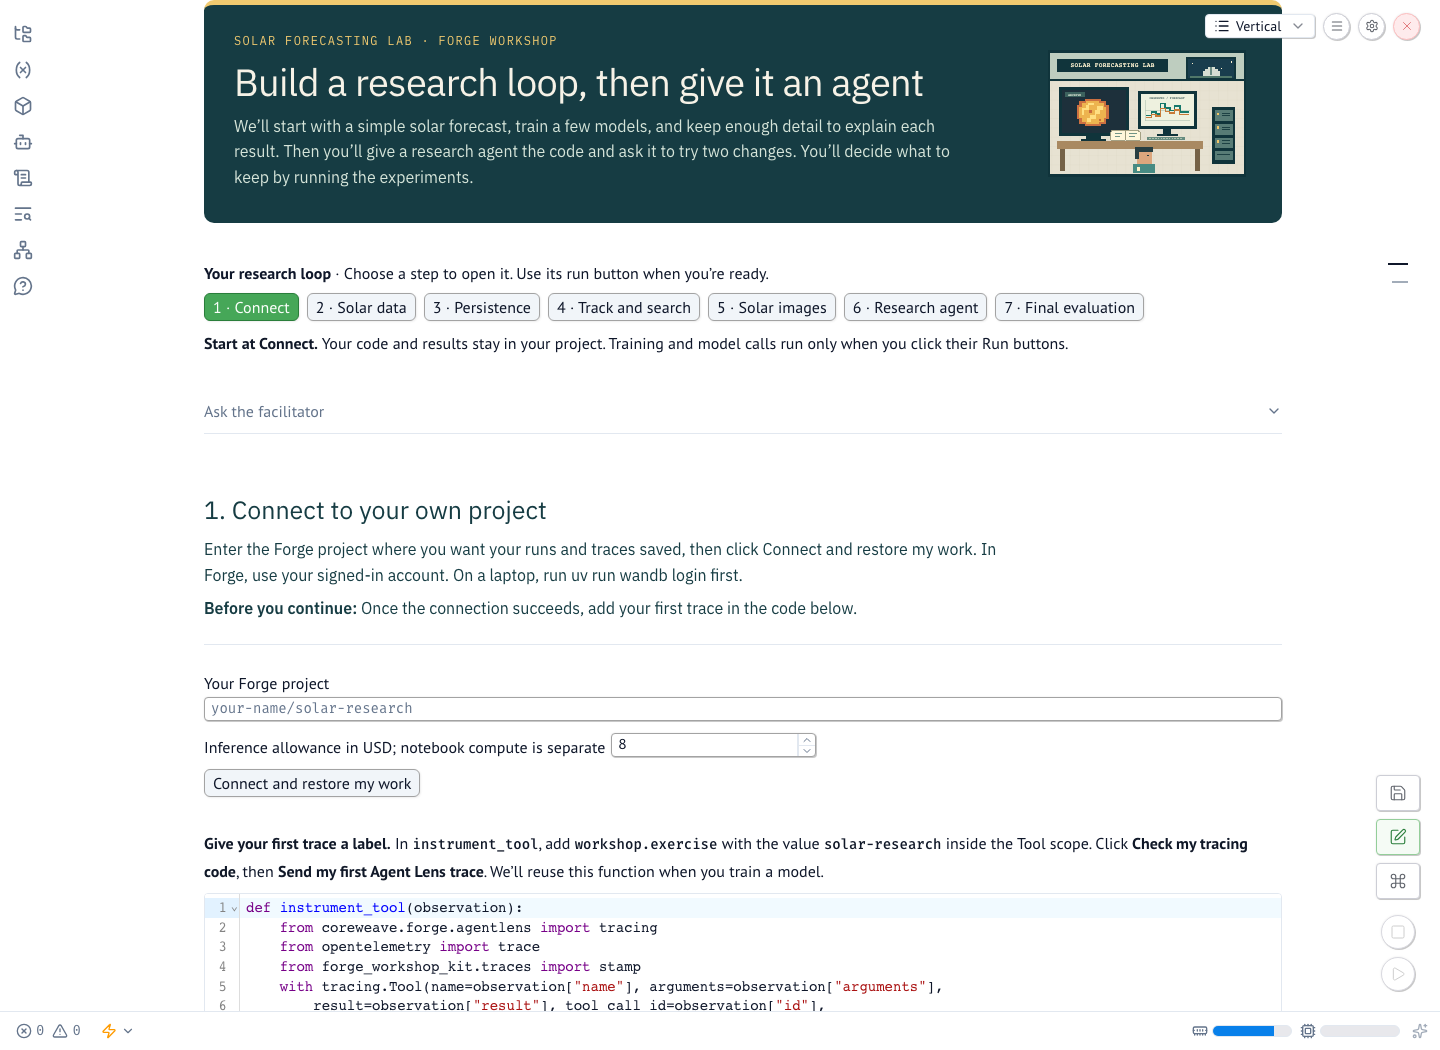 SOLAR FORECASTING LAB · FORGE WORKSHOP
Vertical
Build a research loop, then give it an agent
SOLAR FORECASTING LAB
We’ll start with a simple solar forecast, train a few models, and keep enough detail to explain each
result. Then you’ll give a research agent the code and ask it to try two changes. You’ll decide what to
keep by running the experiments.
Your research loop · Choose a step to open it. Use its run button when you’re ready.
1 · Connect
2 · Solar data
3 · Persistence
4 · Track and search
5 · Solar images
6 · Research agent
7 · Final evaluation
Start at Connect. Your code and results stay in your project. Training and model calls run only when you click their Run buttons.
Ask the facilitator
1. Connect to your own project
Enter the Forge project where you want your runs and traces saved, then click Connect and restore my work. In
Forge, use your signed-in account. On a laptop, run uv run wandb login first.
Before you continue: Once the connection succeeds, add your first trace in the code below.
Your Forge project
your-name/solar-research
Inference allowance in USD; notebook compute is separate 8
Connect and restore my work
Give your first trace a label. In instrument_tool, add workshop.exercise with the value solar-research inside the Tool scope. Click Check my tracing
code, then Send my first Agent Lens trace. We’ll reuse this function when you train a model.
1 def instrument_tool(observation):
2 from coreweave.forge.agentlens import tracing
3 from opentelemetry import trace
4 from forge_workshop_kit.traces import stamp
5 with tracing.Tool(name=observation["name"], arguments=observation["arguments"],
6 result=observation["result"], tool_call_id=observation["id"],
0 0